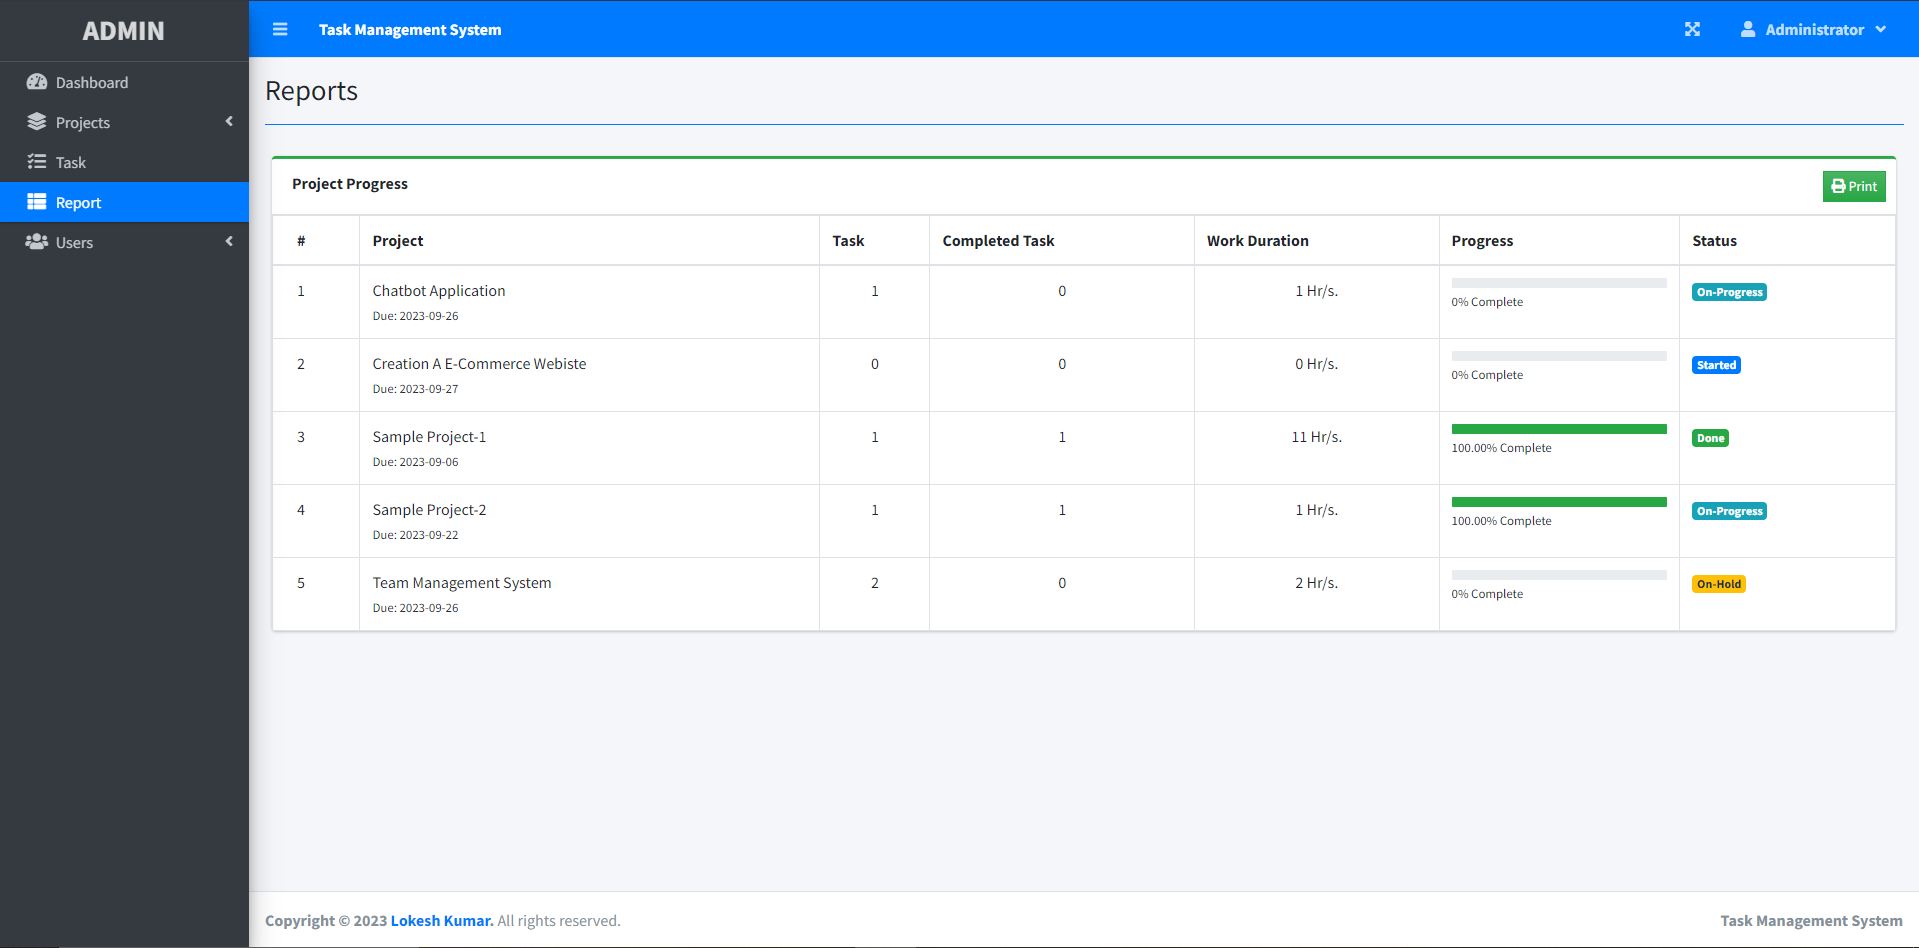 ADMIN
Task Management System
Administrator
Dashboard
Projects
Task
Report
Users
Reports
Project Progress
Print
# Project Task Completed Task Work Duration Progress Status
1 Chatbot Application 1 0 1 Hr/s. 0% Complete On-Progress
Due: 2023-09-26
2 Creation A E-Commerce Webiste 0 0 0 Hr/s. 0% Complete Started
Due: 2023-09-27
3 Sample Project-1 1 1 11 Hr/s. 100.00% Complete Done
Due: 2023-09-06
4 Sample Project-2 1 1 1 Hr/s. 100.00% Complete On-Progress
Due: 2023-09-22
5 Team Management System 2 0 2 Hr/s. 0% Complete On-Hold
Due: 2023-09-26
Copyright © 2023 Lokesh Kumar. All rights reserved.
Task Management System